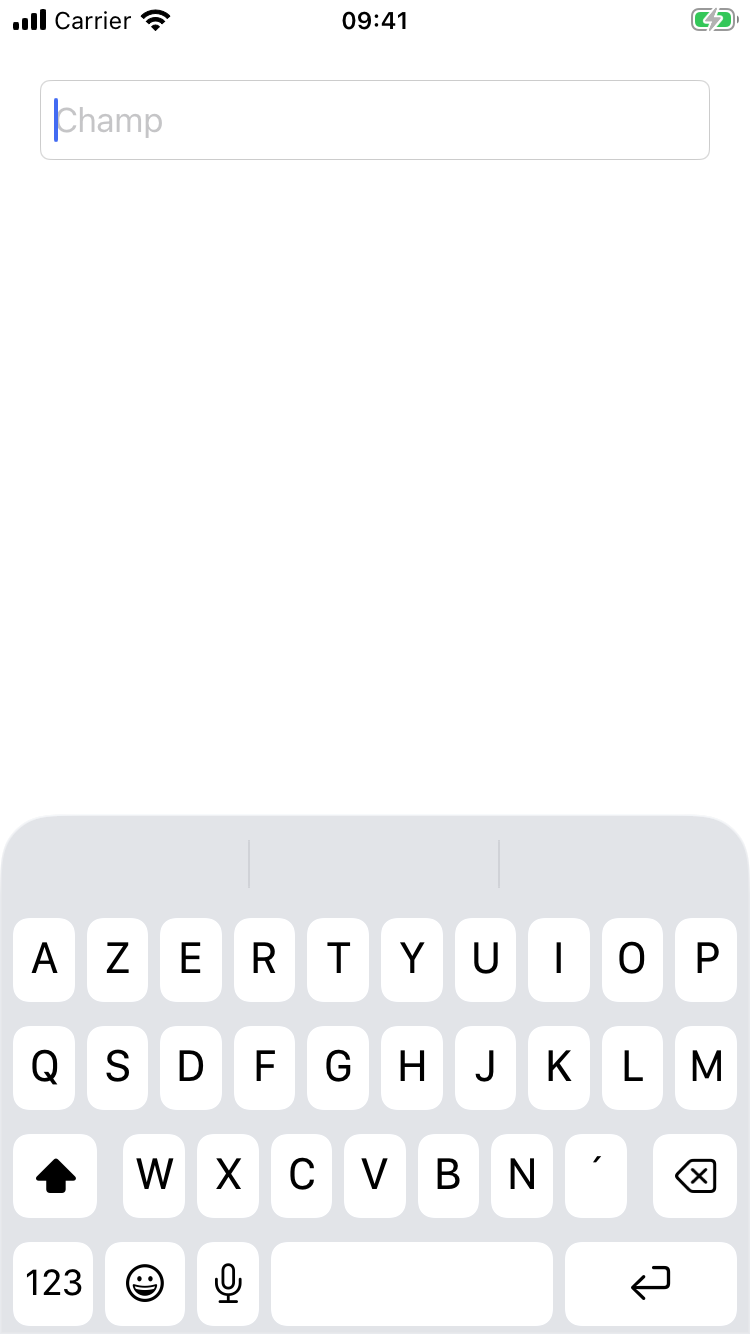 Carrier 09:41
Champ
A Z E R T Y U I O P
Q S D F G H J K L M
W X C V B N ´
123